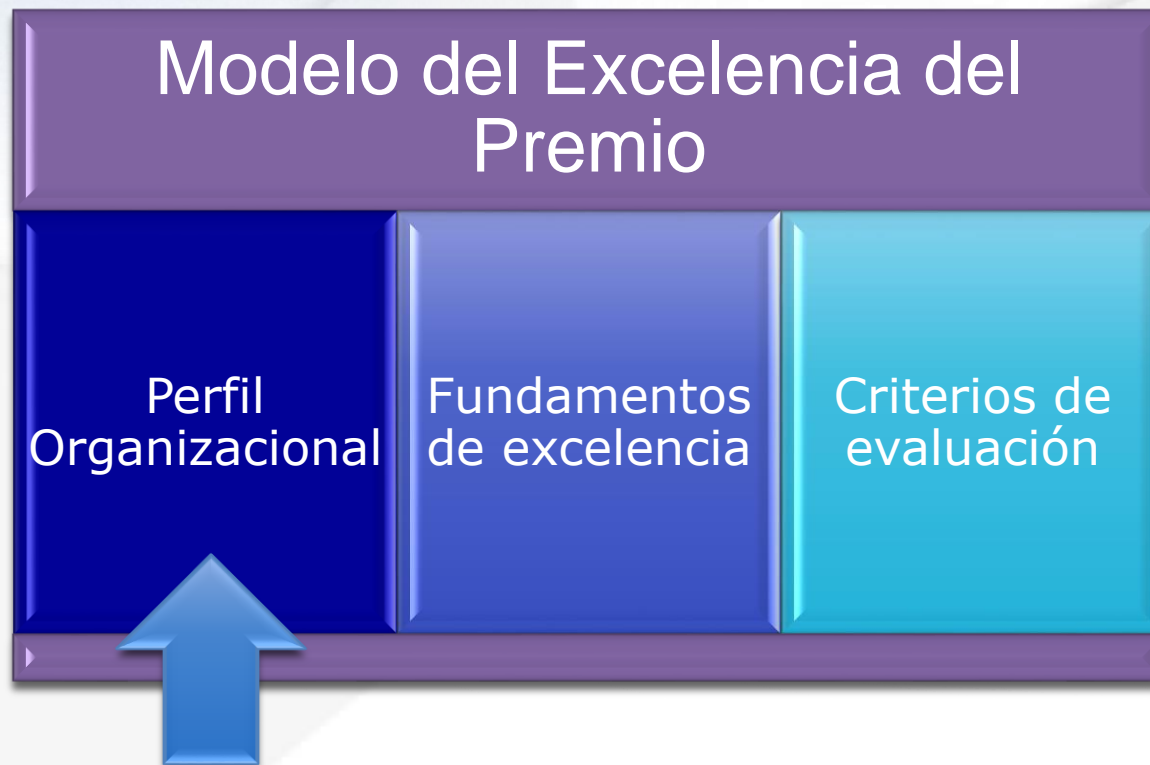 Modelo del Excelencia del
Premio
Perfil
Organizacional
Fundamentos
de excelencia
Criterios de
evaluación